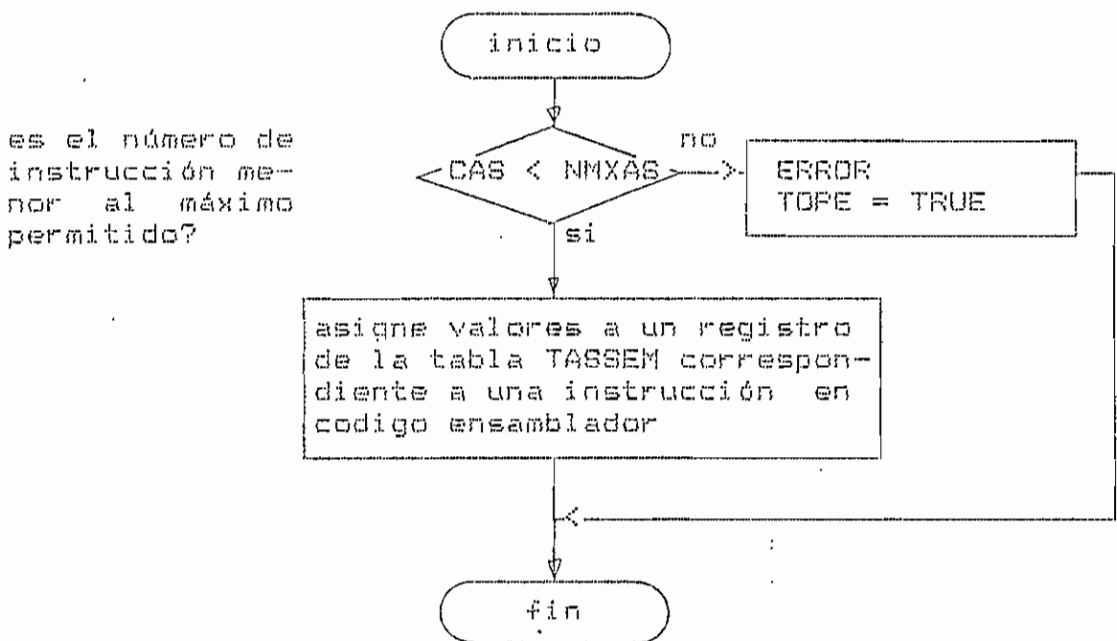 inicio
es el número de
instrucción me-
nor al máximo
permitido?
CAS < NMXAS
no
ERROR
TOPE = TRUE
si
asigne valores a un registro
de la tabla TASSEM correspon-
diente a una instrucción en
codigo ensamblador
fin